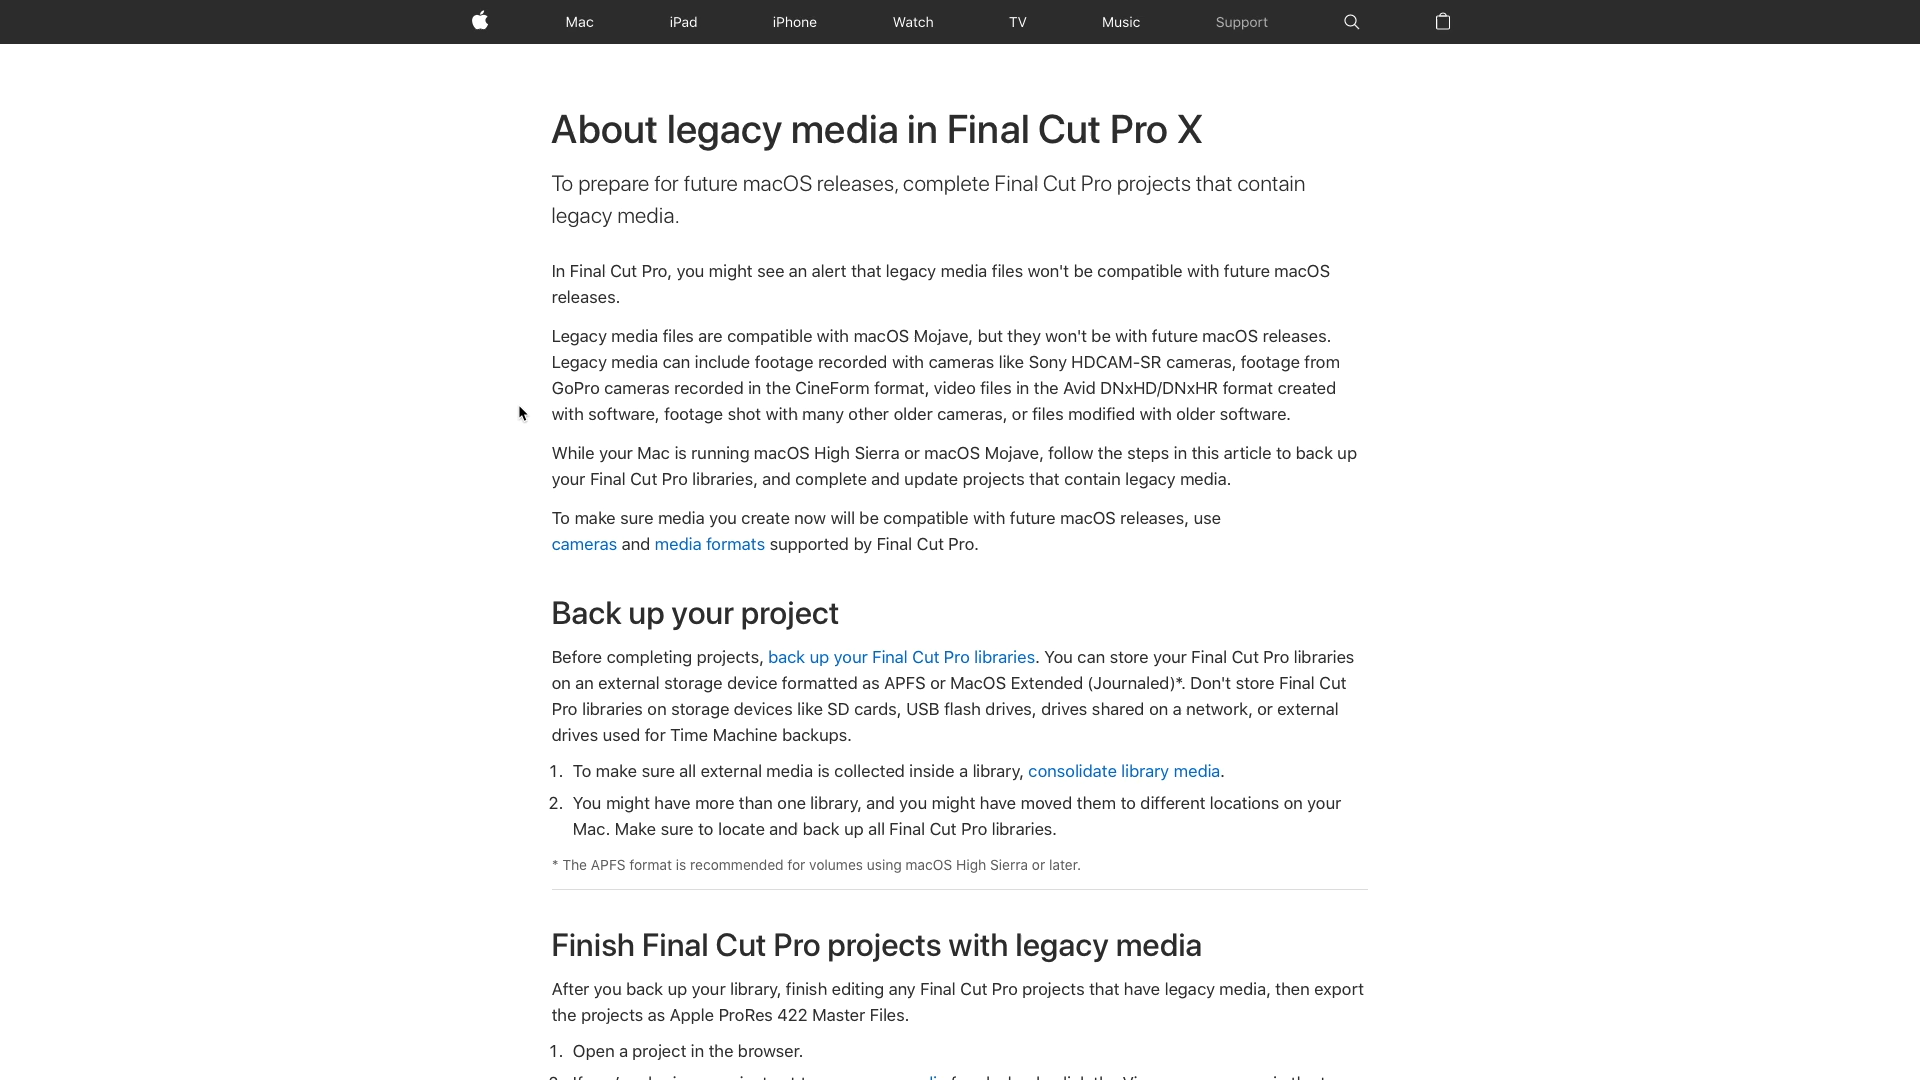 Mac iPad iPhone Watch TV Music Support
About legacy media in Final Cut Pro X
To prepare for future macOS releases, complete Final Cut Pro projects that contain
legacy media.
In Final Cut Pro, you might see an alert that legacy media files won't be compatible with future macOS
releases.
Legacy media files are compatible with macOS Mojave, but they won't be with future macOS releases.
Legacy media can include footage recorded with cameras like Sony HDCAM-SR cameras, footage from
GoPro cameras recorded in the CineForm format, video files in the Avid DNxHD/DNxHR format created
with software, footage shot with many other older cameras, or files modified with older software.
While your Mac is running macOS High Sierra or macOS Mojave, follow the steps in this article to back up
your Final Cut Pro libraries, and complete and update projects that contain legacy media.
To make sure media you create now will be compatible with future macOS releases, use
cameras and media formats supported by Final Cut Pro.
Back up your project
Before completing projects, back up your Final Cut Pro libraries. You can store your Final Cut Pro libraries
on an external storage device formatted as APFS or MacOS Extended (Journaled)*. Don't store Final Cut
Pro libraries on storage devices like SD cards, USB flash drives, drives shared on a network, or external
drives used for Time Machine backups.
1. To make sure all external media is collected inside a library, consolidate library media.
2. You might have more than one library, and you might have moved them to different locations on your
Mac. Make sure to locate and back up all Final Cut Pro libraries.
* The APFS format is recommended for volumes using macOS High Sierra or later.
Finish Final Cut Pro projects with legacy media
After you back up your library, finish editing any Final Cut Pro projects that have legacy media, then export
the projects as Apple ProRes 422 Master Files.
1. Open a project in the browser.